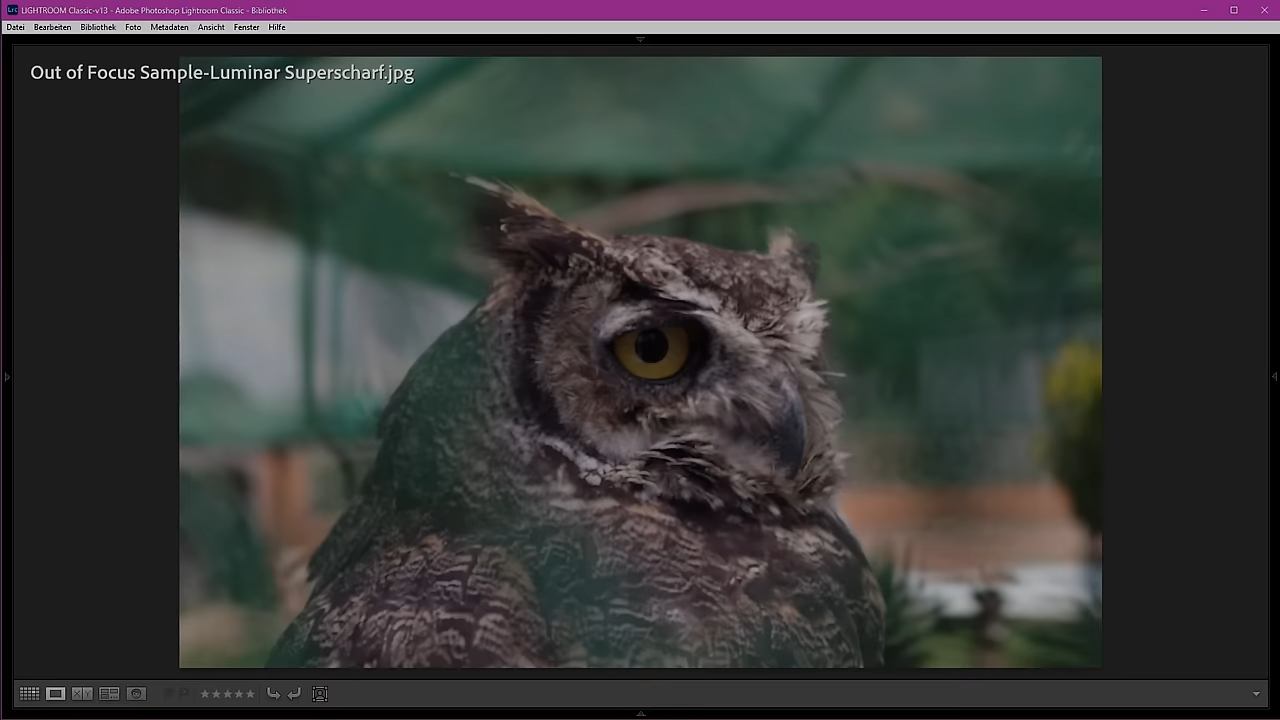 Lrc LIGHTROOM Classic-v13 - Adobe Photoshop Lightroom Classic - Bibliothek
Datei Bearbeiten Bibliothek Foto Metadaten Ansicht Fenster Hilfe
Out of Focus Sample-Luminar Superscharf.jpg
X Y